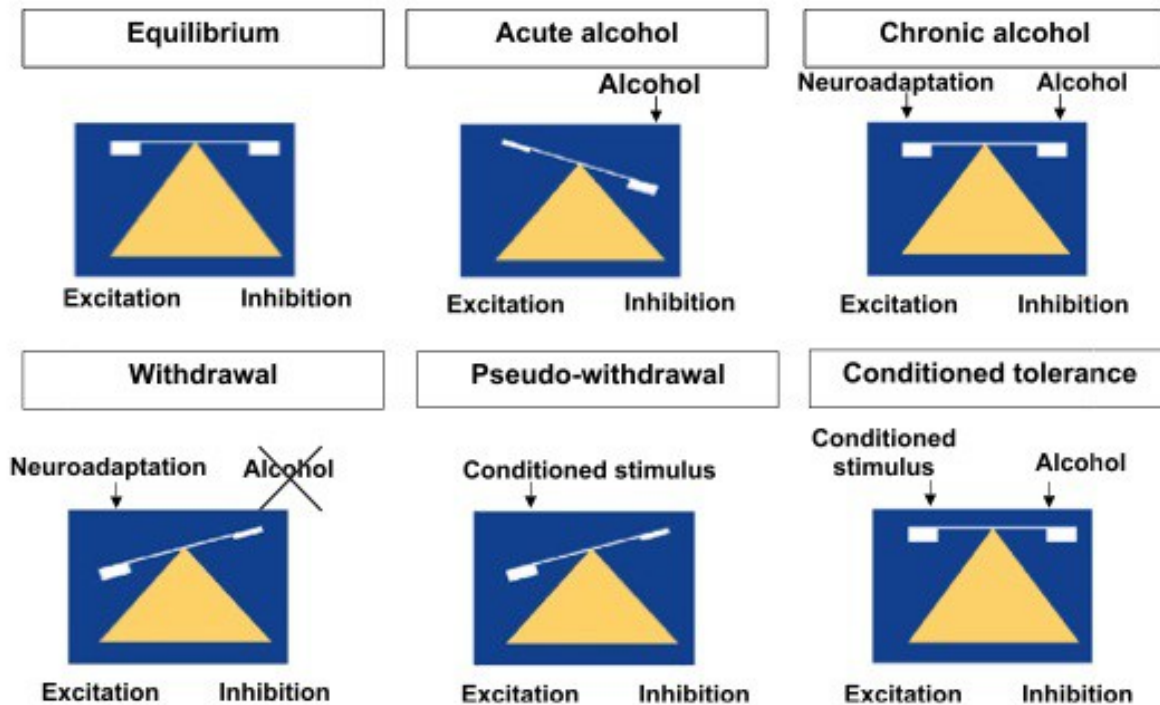 Equilibrium
Acute alcohol
Chronic alcohol
Alcohol
Neuroadaptation
Alcohol
Excitation
Inhibition
Excitation
Inhibition
Excitation
Inhibition
Withdrawal
Pseudo-withdrawal
Conditioned tolerance
Neuroadaptation
Alcohol
Conditioned stimulus
Conditioned
stimulus
Alcohol
Excitation
Inhibition
Excitation
Inhibition
Excitation
Inhibition